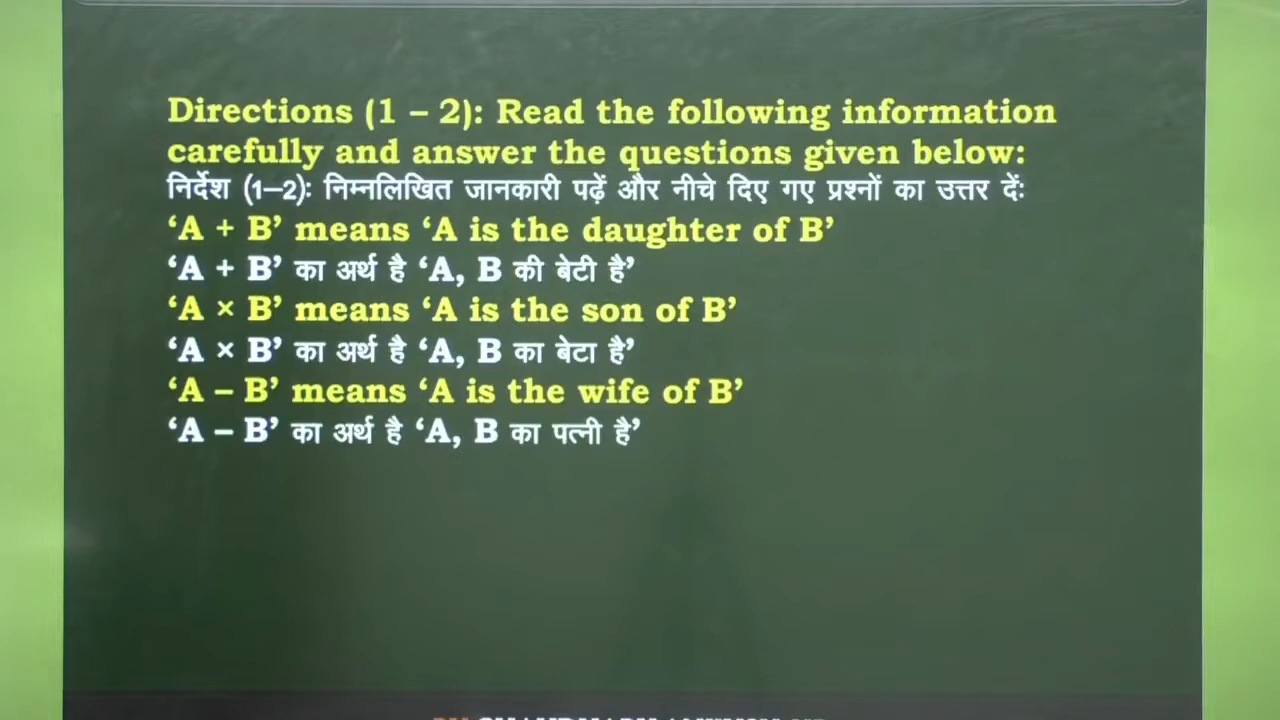 Directions (1 – 2): Read the following information
carefully and answer the questions given below:
निर्देश (1–2): निम्नलिखित जानकारी पढ़ें और नीचे दिए गए प्रश्नों का उत्तर दें:
‘A + B’ means ‘A is the daughter of B’
‘A + B’ का अर्थ है ‘A, B की बेटी है’
‘A × B’ means ‘A is the son of B’
‘A × B’ का अर्थ है ‘A, B का बेटा है’
‘A – B’ means ‘A is the wife of B’
‘A – B’ का अर्थ है ‘A, B का पत्नी है’